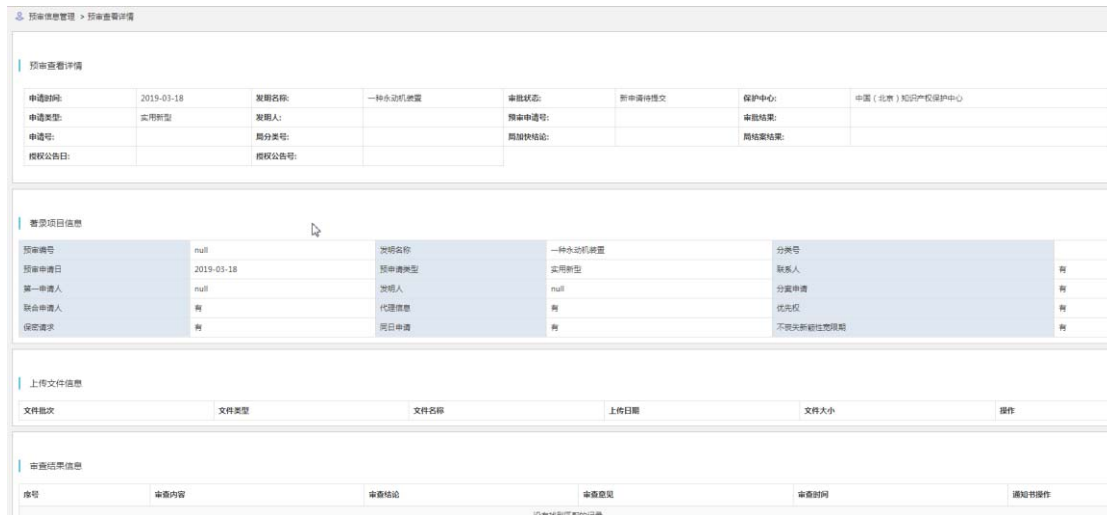 预审信息管理 > 预审查看详情
预审查看详情
申请时间: 2019-03-18 发明名称: 一种永动机装置 审批状态: 新申请待提交 保护中心: 中国（北京）知识产权保护中心
申请类型: 实用新型 发明人: 预审申请号: 审批结果:
申请号: 局分类号: 局加快结论: 局结案结果:
授权公告日: 授权公告号:
著录项目信息
预审编号 null 发明名称 一种永动机装置 分类号
预审申请日 2019-03-18 预申请类型 实用新型 联系人 有
第一申请人 null 发明人 null 分案申请 有
联合申请人 有 代理信息 有 优先权 有
保密请求 有 同日申请 有 不丧失新颖性宽限期 有
上传文件信息
文件批次 文件类型 文件名称 上传日期 文件大小 操作
审查结果信息
序号 审查内容 审查结论 审查意见 审查时间 通知书操作
没有找到匹配的记录